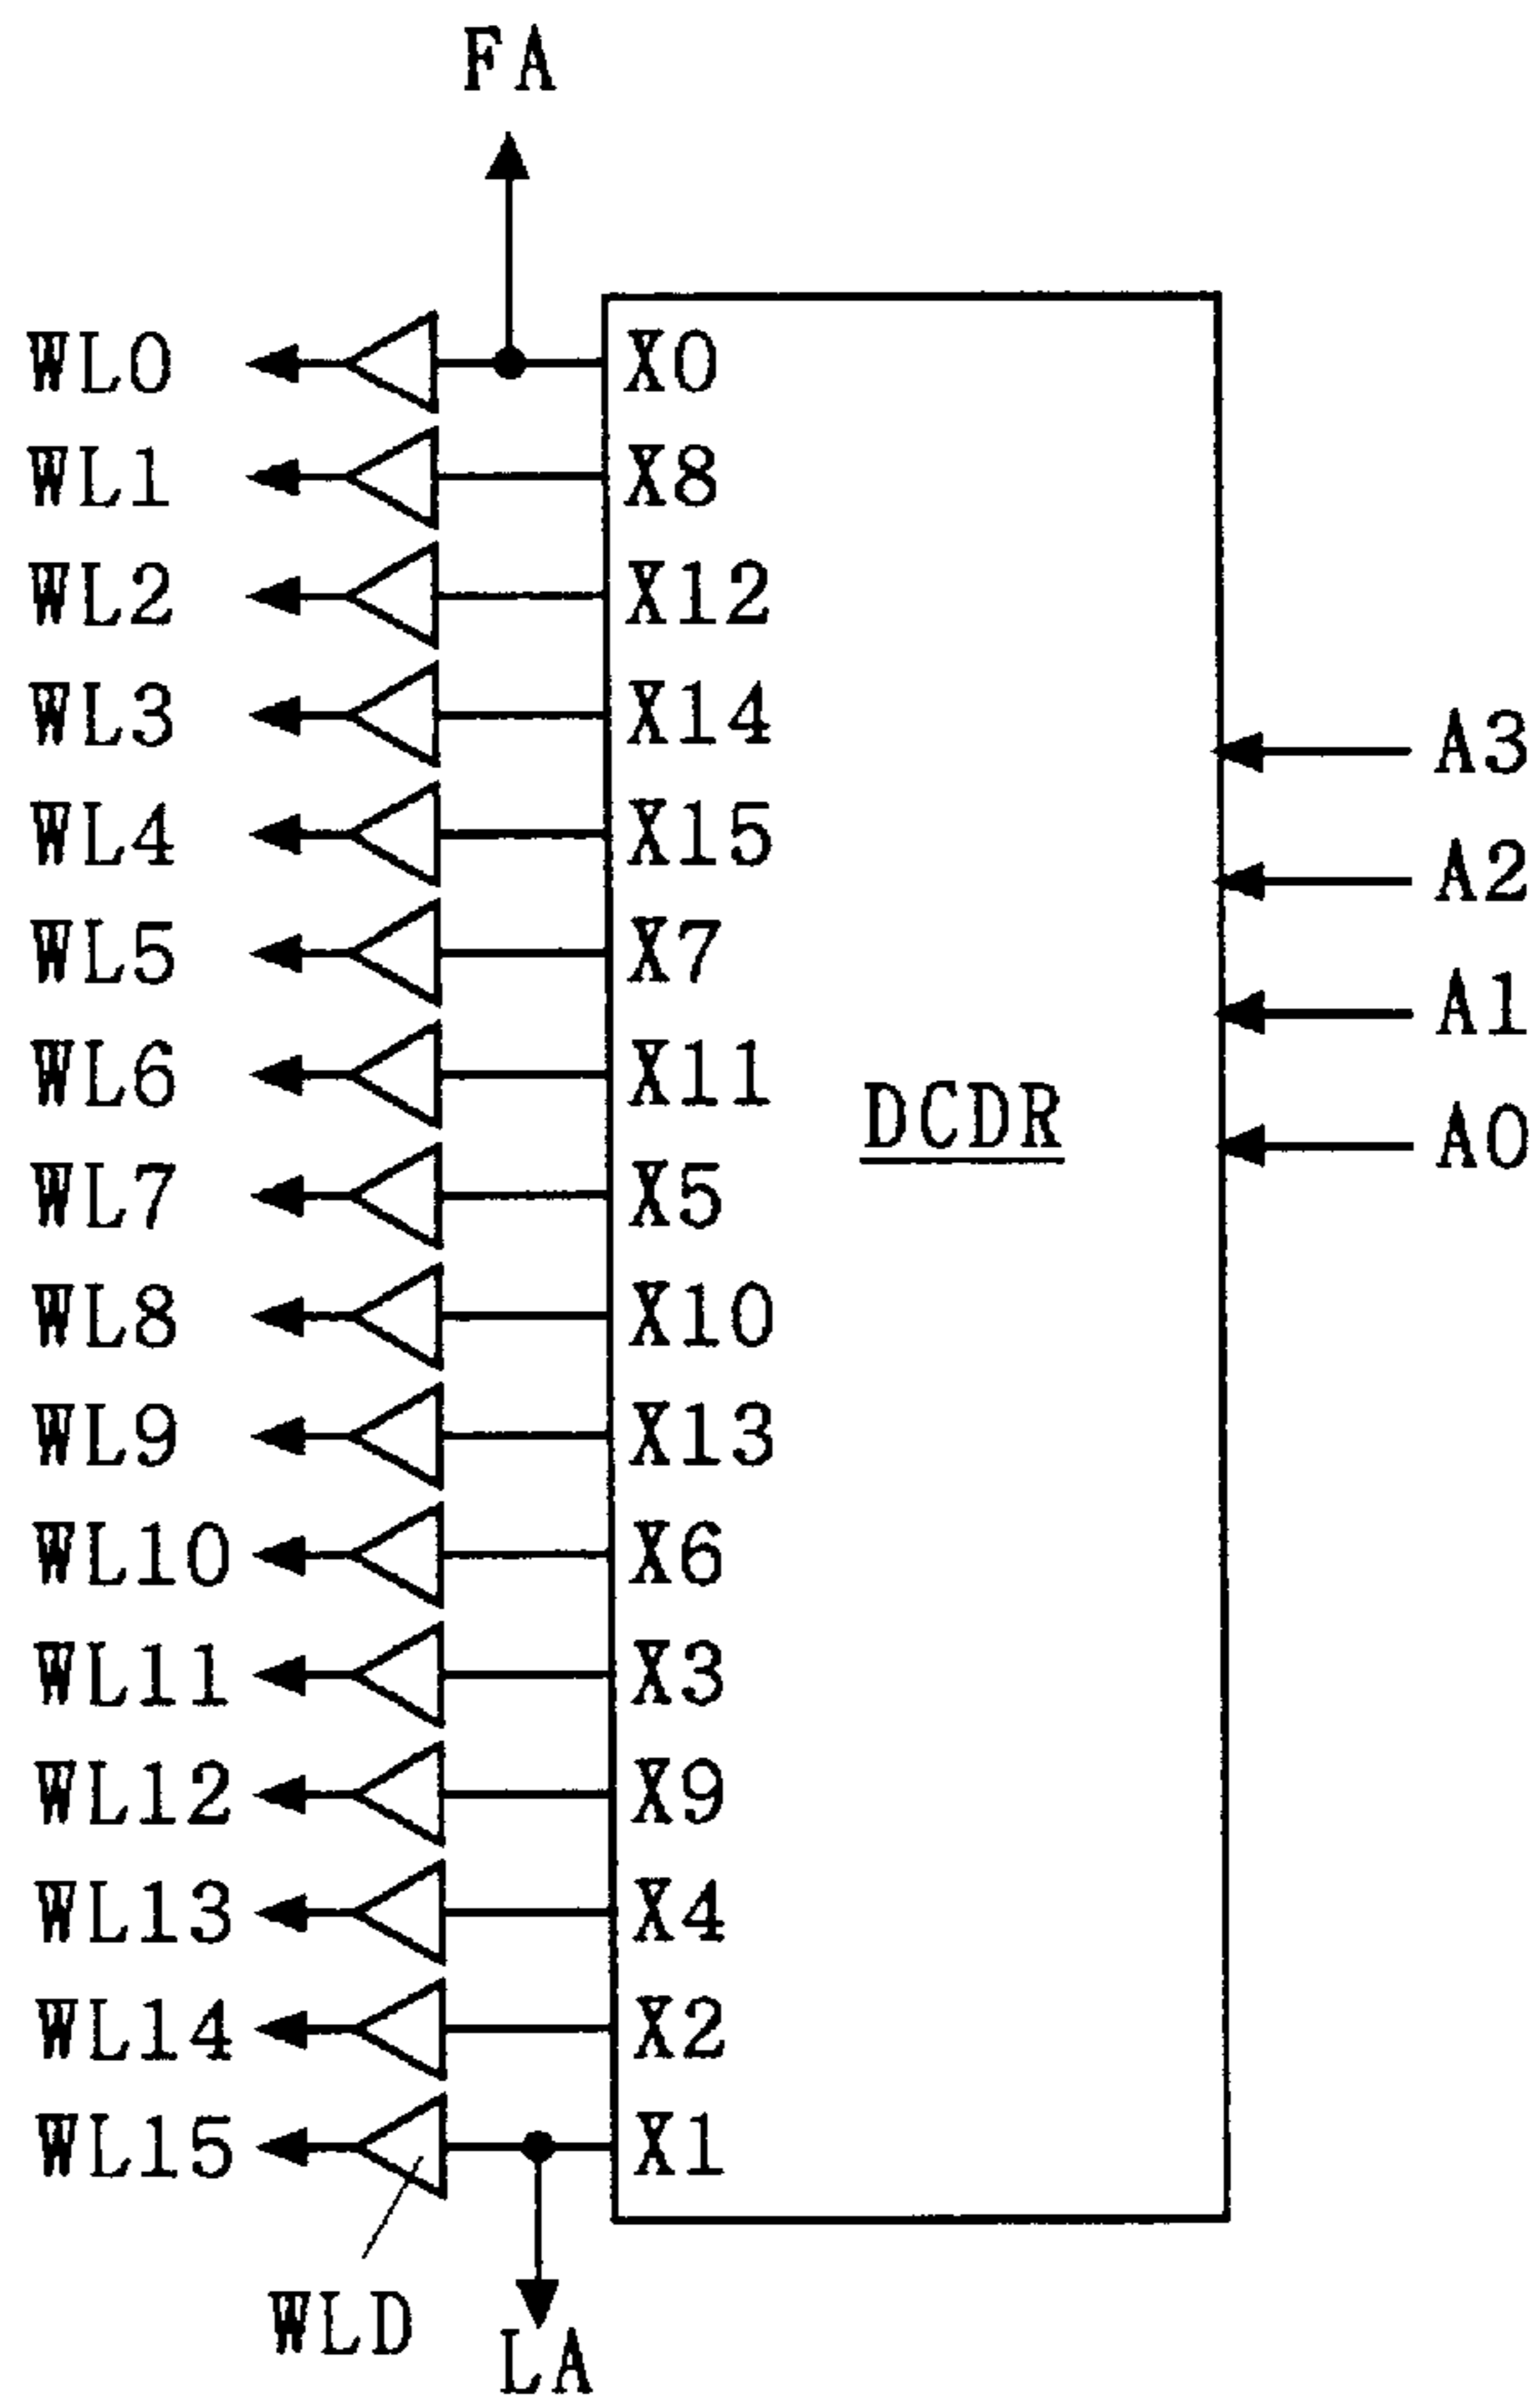 FA
WL0 X0
WL1 X8
WL2 X12
WL3 X14
A3
WL4 X15
A2
WL5 X7
A1
WL6 X11
DCDR
A0
WL7 X5
WL8 X10
WL9 X13
WL10 X6
WL11 X3
WL12 X9
WL13 X4
WL14 X2
WL15 X1
WLD
LA